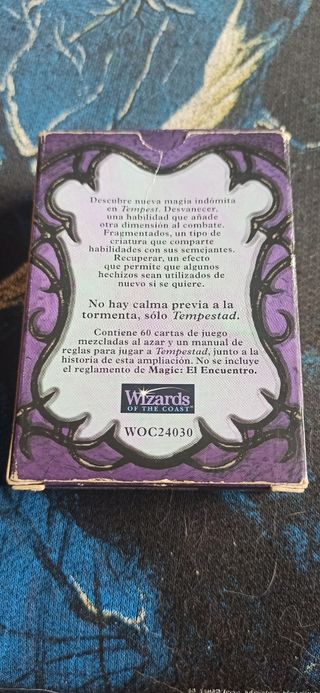 Descubre nueva magia indómita
en Tempest. Desvanecer,
una habilidad que añade
otra dimensión al combate.
Fragmentados, un tipo de
criatura que comparte
habilidades con sus semejantes.
Recuperar, un efecto
que permite que algunos
hechizos sean utilizados de
nuevo si se quiere.
No hay calma previa a la
tormenta, sólo Tempestad.
Contiene 60 cartas de juego
mezcladas al azar y un manual de
reglas para jugar a Tempestad, junto a la
historia de esta ampliación. No se incluye
el reglamento de Magic: El Encuentro.
WIZARDS
OF THE COAST
WOC24030